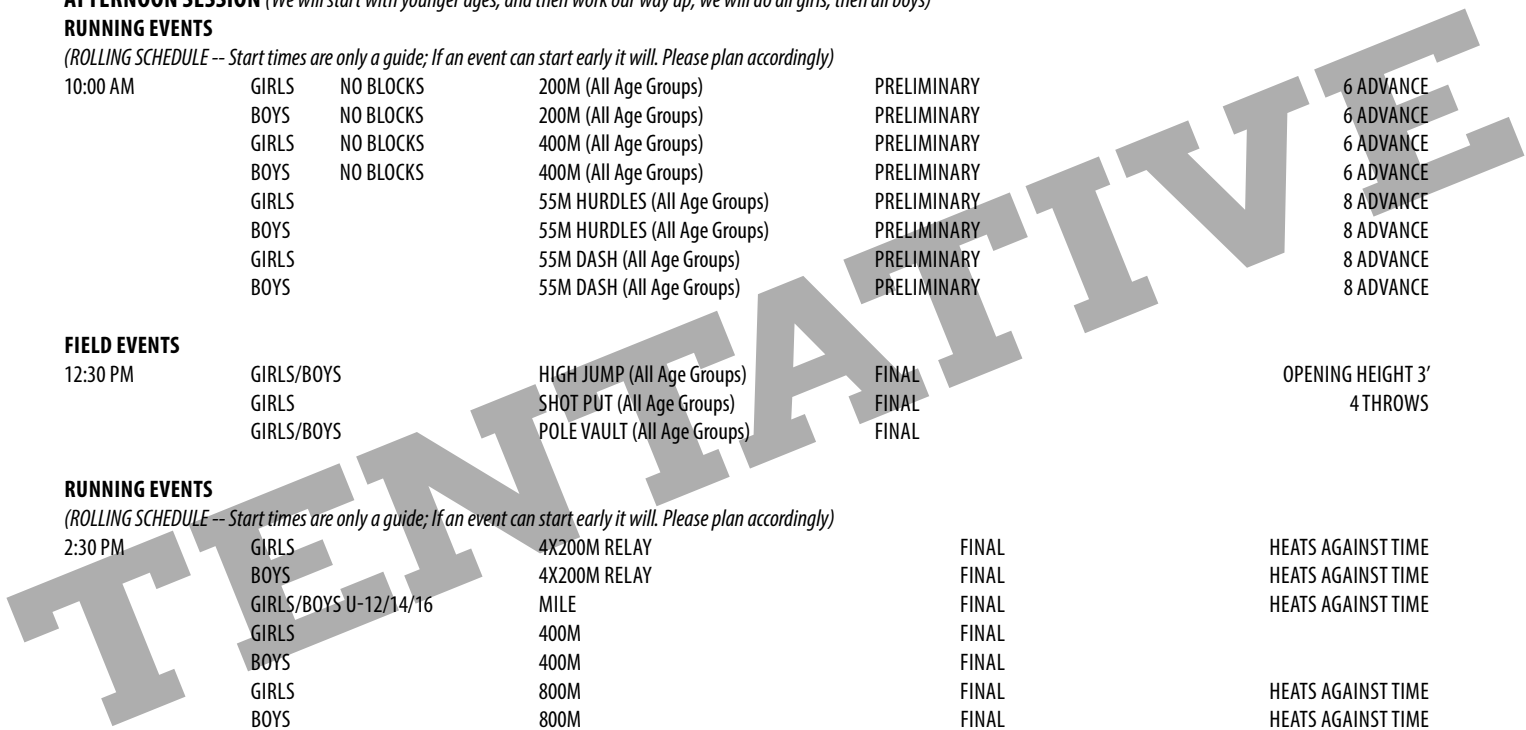 AFTERNOON SESSION (We will start with younger ages, and then work our way up, we will do all girls, then all boys)
RUNNING EVENTS
(ROLLING SCHEDULE -- Start times are only a guide; If an event can start early it will. Please plan accordingly)
10:00 AM GIRLS NO BLOCKS 200M (All Age Groups) PRELIMINARY 6 ADVANCE
BOYS NO BLOCKS 200M (All Age Groups) PRELIMINARY 6 ADVANCE
GIRLS NO BLOCKS 400M (All Age Groups) PRELIMINARY 6 ADVANCE
BOYS NO BLOCKS 400M (All Age Groups) PRELIMINARY 6 ADVANCE
GIRLS 55M HURDLES (All Age Groups) PRELIMINARY 8 ADVANCE
BOYS 55M HURDLES (All Age Groups) PRELIMINARY 8 ADVANCE
GIRLS 55M DASH (All Age Groups) PRELIMINARY 8 ADVANCE
BOYS 55M DASH (All Age Groups) PRELIMINARY 8 ADVANCE
FIELD EVENTS
12:30 PM GIRLS/BOYS HIGH JUMP (All Age Groups) FINAL OPENING HEIGHT 3’
GIRLS SHOT PUT (All Age Groups) FINAL 4 THROWS
GIRLS/BOYS POLE VAULT (All Age Groups) FINAL
RUNNING EVENTS
(ROLLING SCHEDULE -- Start times are only a guide; If an event can start early it will. Please plan accordingly)
2:30 PM GIRLS 4X200M RELAY FINAL HEATS AGAINST TIME
BOYS 4X200M RELAY FINAL HEATS AGAINST TIME
GIRLS/BOYS U-12/14/16 MILE FINAL HEATS AGAINST TIME
GIRLS 400M FINAL
BOYS 400M FINAL
GIRLS 800M FINAL HEATS AGAINST TIME
BOYS 800M FINAL HEATS AGAINST TIME
TENTATIVE